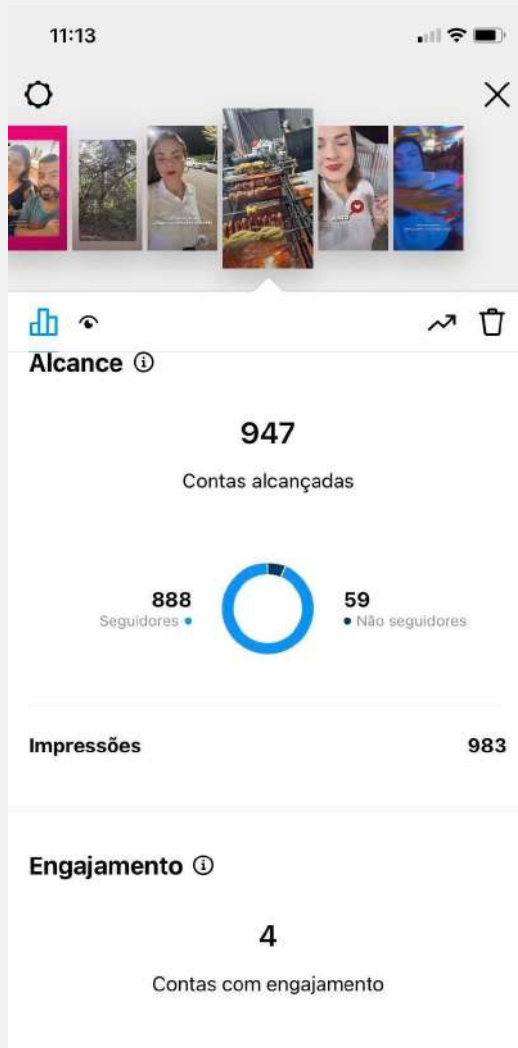 11:13
Alcance
947
Contas alcançadas
888
Seguidores
59
Não seguidores
Impressões 983
Engajamento
4
Contas com engajamento